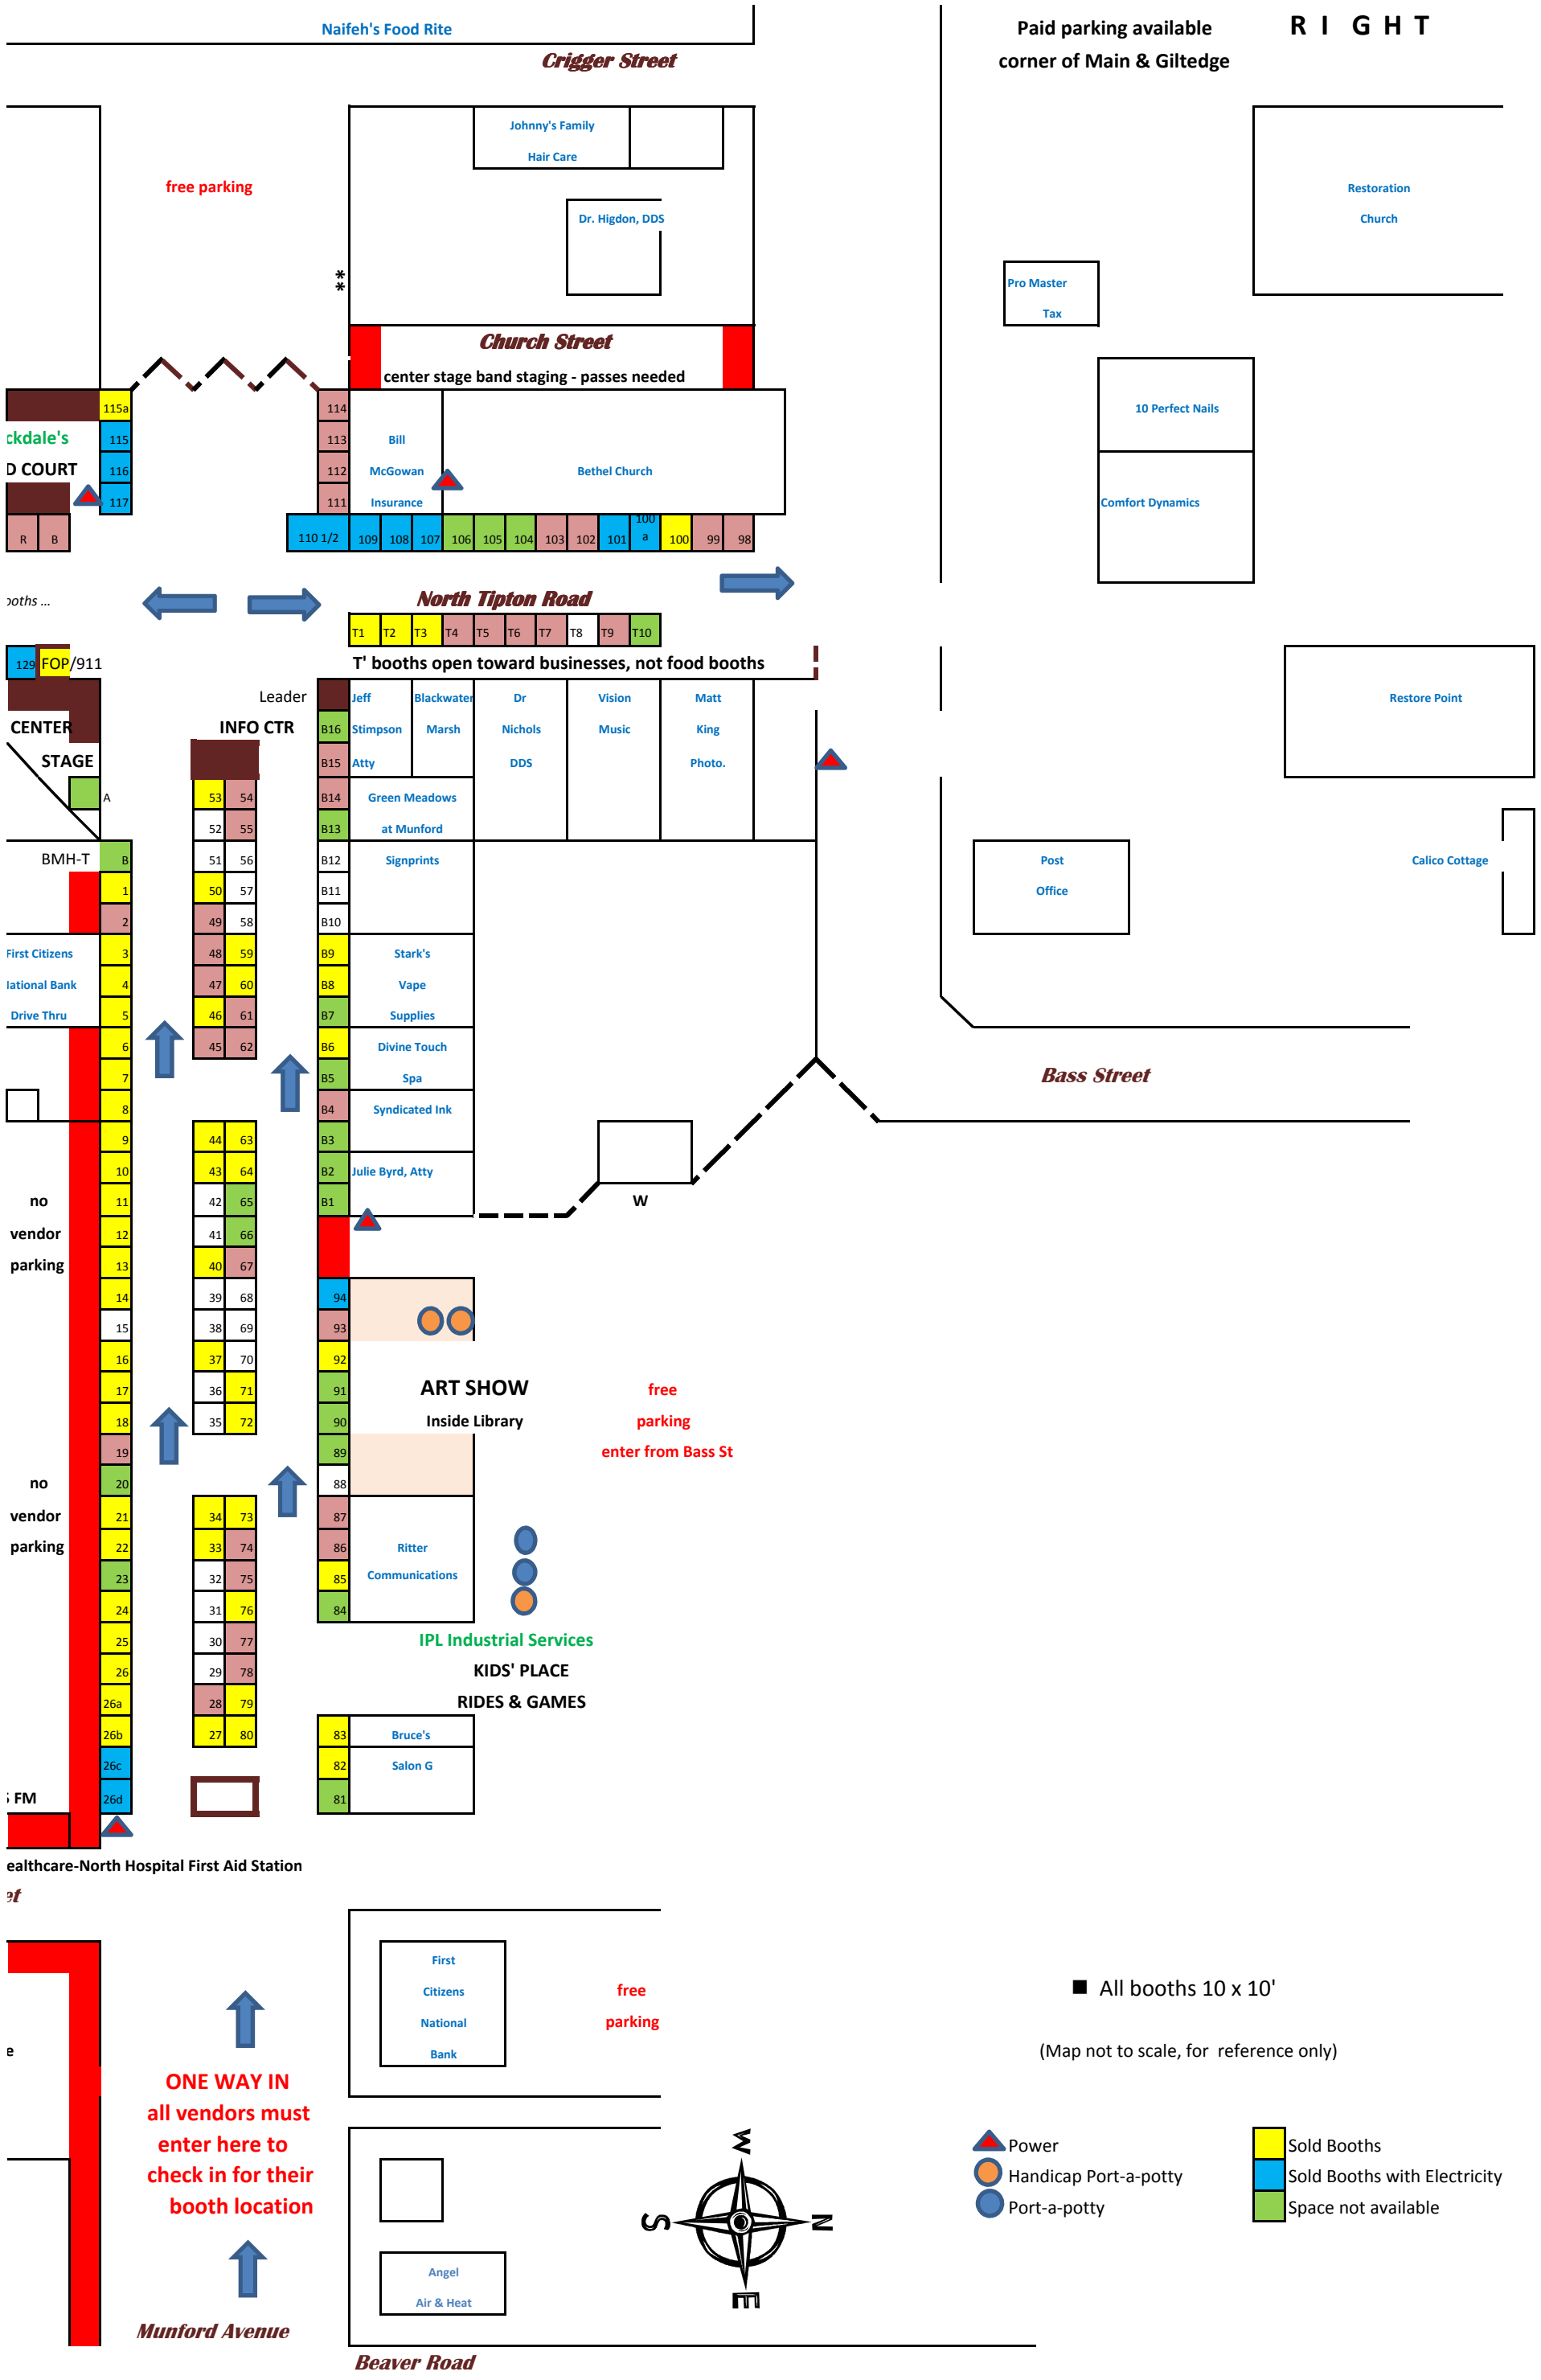 Naifeh's Food Rite
Paid parking available
R I G H T
Crigger Street
corner of Main & Giltedge
Johnny's Family
Hair Care
free parking
Restoration
Church
Dr. Higdon, DDS
**
Pro Master
Tax
Church Street
center stage band staging - passes needed
115a
114
10 Perfect Nails
ckdale's
115
113
Bill
D COURT
116
112
McGowan
Bethel Church
117
111
Insurance
Comfort Dynamics
R B
110 1/2 109 108 107 106 105 104 103 102 101 100 a 100 99 98
ooths ...
North Tipton Road
T1 T2 T3 T4 T5 T6 T7 T8 T9 T10
129 FOP/911
T' booths open toward businesses, not food booths
Leader
Jeff Blackwater Dr Vision Matt
Restore Point
CENTER
INFO CTR
B16 Stimpson Marsh Nichols Music King
STAGE
B15 Atty DDS Photo.
A
53 54 B14 Green Meadows
52 55 B13 at Munford
BMH-T B 51 56 B12 Signprints
Post
Calico Cottage
1 50 57 B11
Office
2 49 58 B10
First Citizens 3 48 59 B9 Stark's
lational Bank 4 47 60 B8 Vape
Drive Thru 5 46 61 B7 Supplies
6 45 62 B6 Divine Touch
7 B5 Spa
Bass Street
8 B4 Syndicated Ink
9 44 63 B3
10 43 64 B2 Julie Byrd, Atty
no 11 42 65 B1
W
vendor 12 41 66
parking 13 40 67
14 39 68 94
15 38 69 93
16 37 70 92
17 36 71 91 ART SHOW free
18 35 72 90 Inside Library parking
19 89 enter from Bass St
no 20 88
vendor 21 34 73 87
parking 22 33 74 86 Ritter
23 32 75 85 Communications
24 31 76 84
25 30 77 IPL Industrial Services
26 29 78 KIDS' PLACE
26a 28 79 RIDES & GAMES
26b 27 80 83 Bruce's
26c 82 Salon G
FM 26d 81
ealthcare-North Hospital First Aid Station
et
First
Citizens free
■ All booths 10 x 10'
National parking
Bank
e
(Map not to scale, for reference only)
ONE WAY IN
all vendors must
enter here to
check in for their
booth location
W
S N
E
Power
Sold Booths
Handicap Port-a-potty
Sold Booths with Electricity
Port-a-potty
Space not available
Angel
Air & Heat
Munford Avenue
Beaver Road